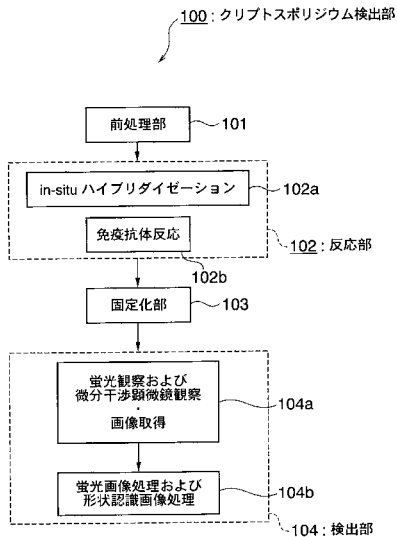 100 : クリプトスポリジウム検出部
前処理部
101
in-situ ハイブリダイゼーション
102a
免疫抗体反応
102b
102 : 反応部
固定化部
103
蛍光観察および
微分干渉顕微鏡観察
・
画像取得
104a
蛍光画像処理および
形状認識画像処理
104b
104 : 検出部